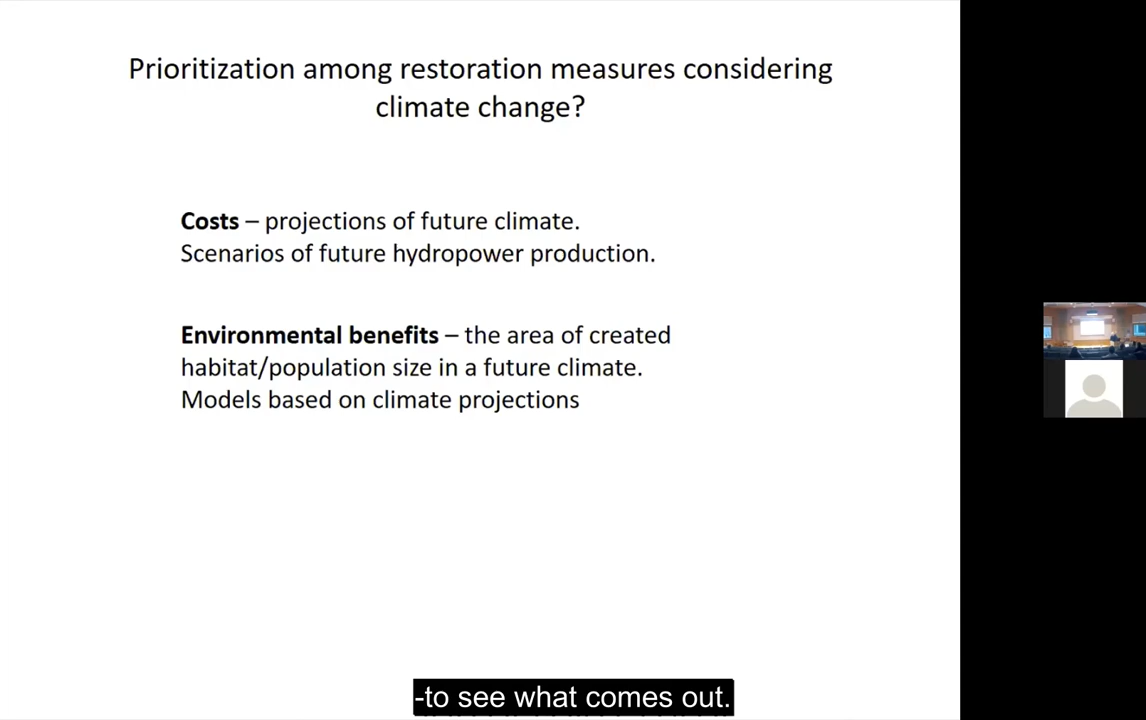 Prioritization among restoration measures considering
climate change?
Costs – projections of future climate.
Scenarios of future hydropower production.
Environmental benefits – the area of created
habitat/population size in a future climate.
Models based on climate projections
-to see what comes out.